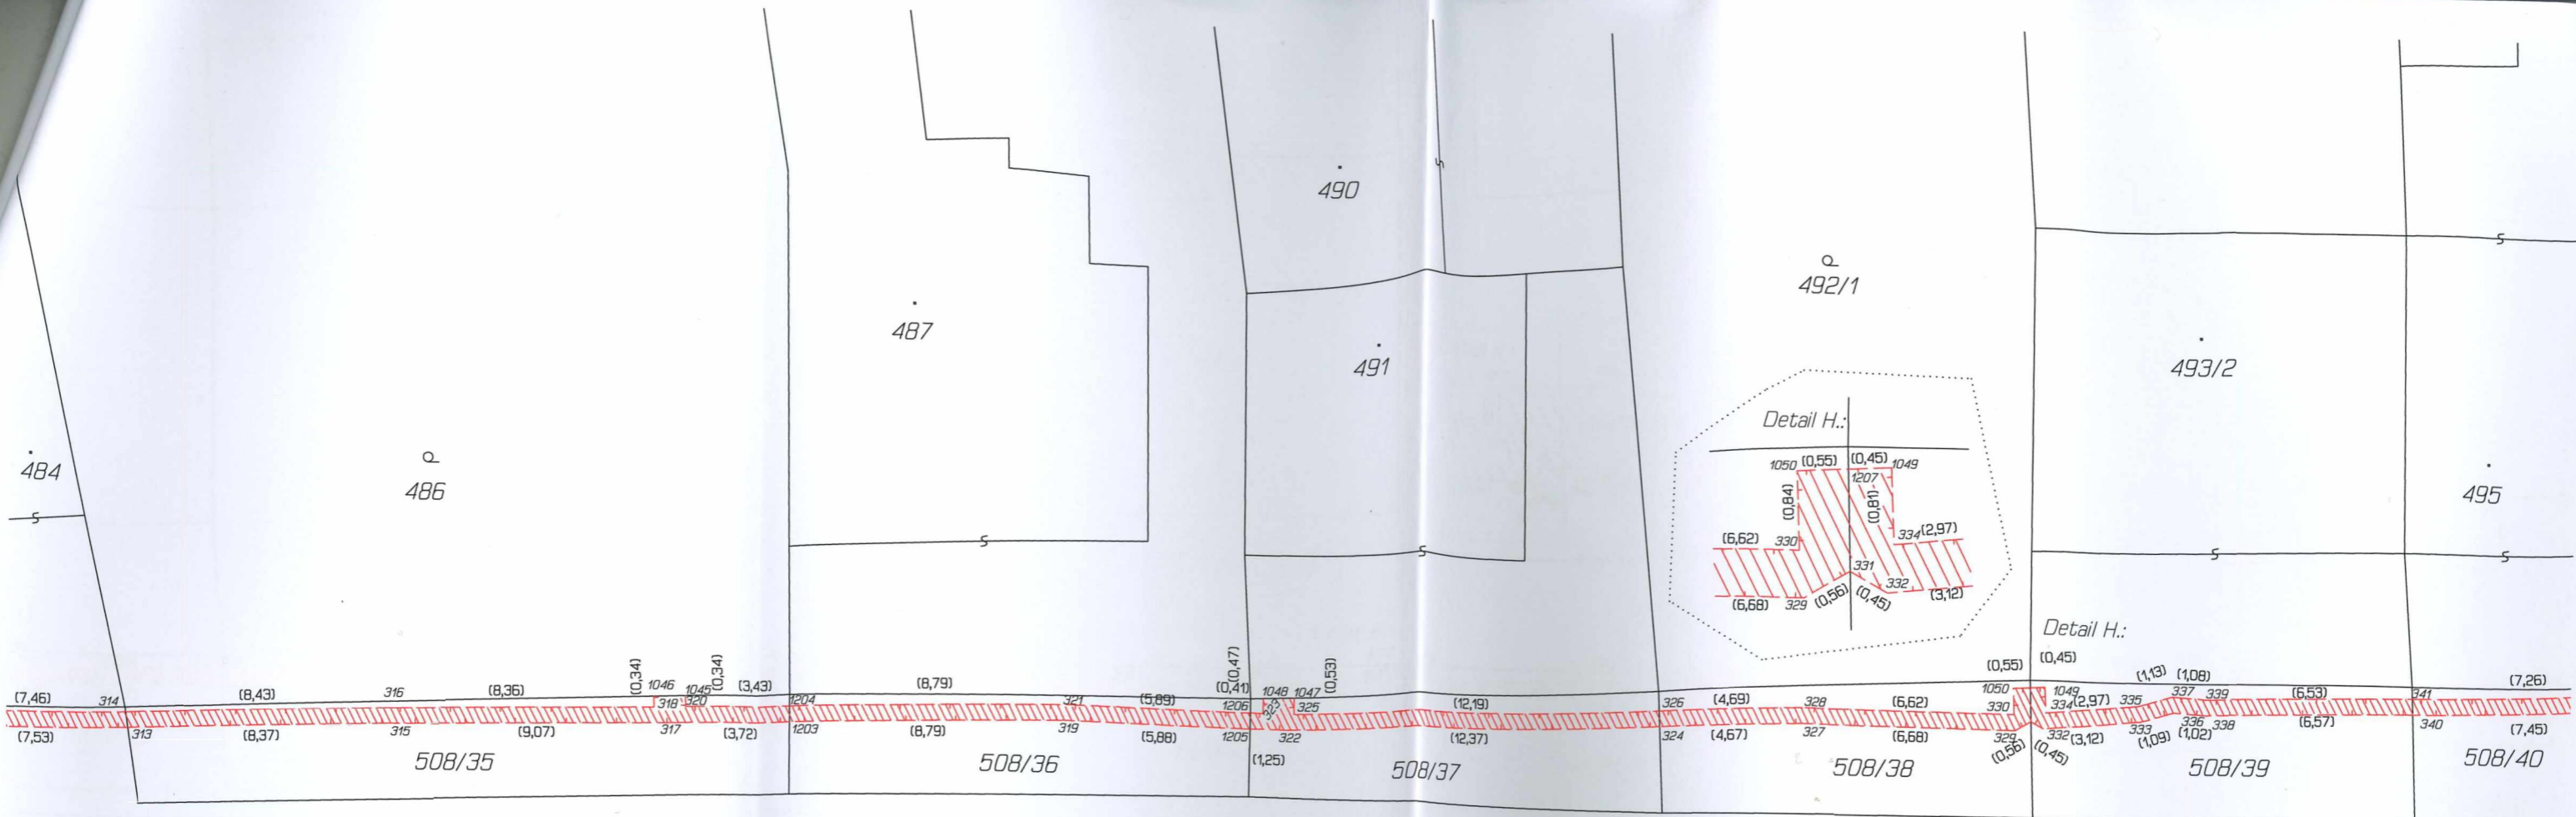 490
492/1
487
491
493/2
484
486
495
Detail H.:
1050 (0,55) (0,45) 1049
1207
(0,84) (0,81)
(6,62) 330 334 (2,97)
331
332
(6,68) 329 (0,56) (0,45) (3,12)
Detail H.:
(7,46) 314 (8,43) 316 (8,36) (0,34) 1046 1045 (0,34) (3,43) 1204 (8,79) 321 (5,89) (0,47) (0,41) 1206 1048 1047 (0,53) (12,19) 326 (4,69) 328 (6,62) (0,55) (0,45) 1050 1049 (1,13) (1,08) 337 339 (6,53) 341 (7,26)
318 320 323 325 330 334 (2,97) 335
(7,53) 313 (8,37) 315 (9,07) 317 (3,72) 1203 (8,79) 319 (5,88) 1205 322 (12,37) 324 (4,67) 327 (6,68) 329 332 (3,12) 333 336 338 (6,57) 340 (7,45)
(1,25) (0,56) (0,45) (1,09) (1,02)
508/35
508/36
508/37
508/38
508/39
508/40